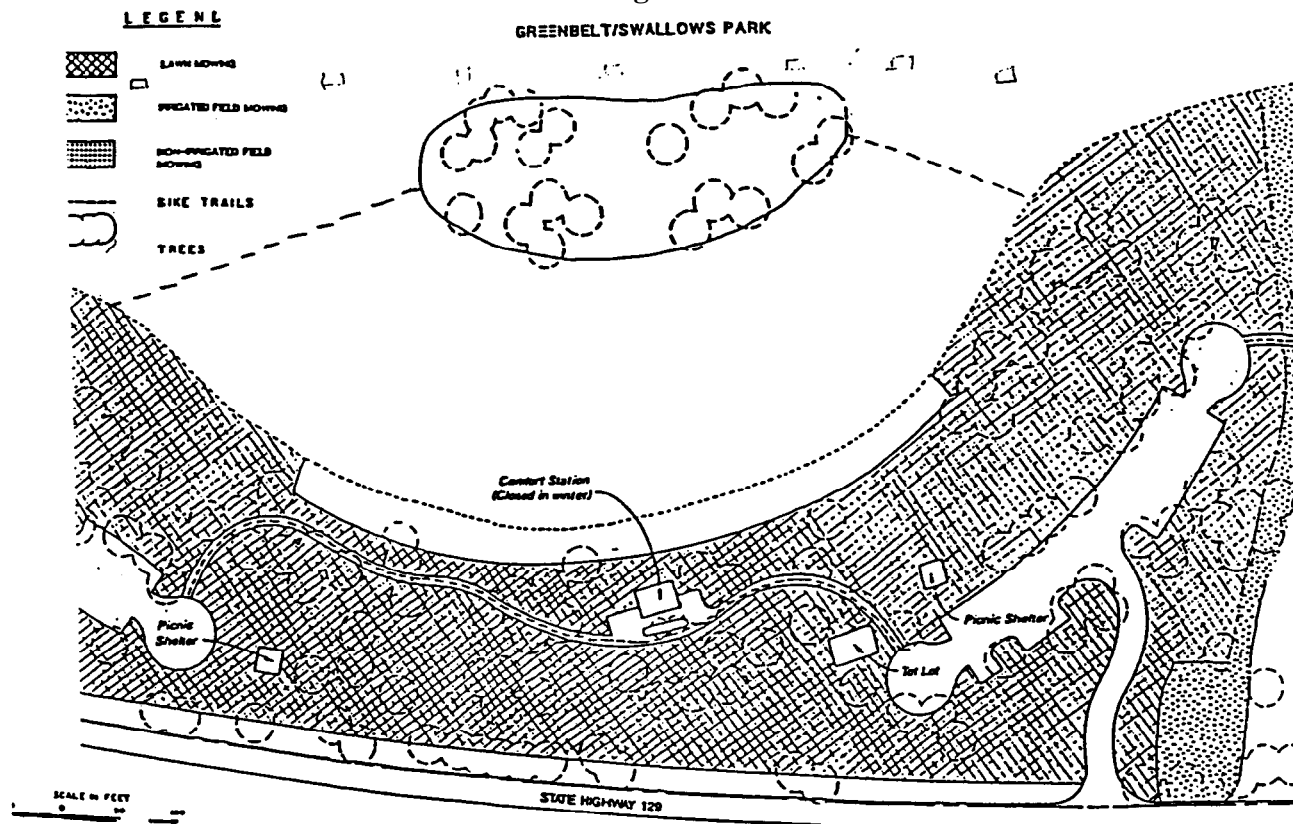 LEGEND
GREENBELT/SWALLOWS PARK
LAWN MOWING
IRRIGATED FIELD MOWING
NON-IRRIGATED FIELD
MOWING
BIKE TRAILS
TREES
Comfort Station
(Closed in winter)
Picnic
Shelter
Picnic Shelter
Tot Lot
STATE HIGHWAY 129
SCALE IN FEET
0